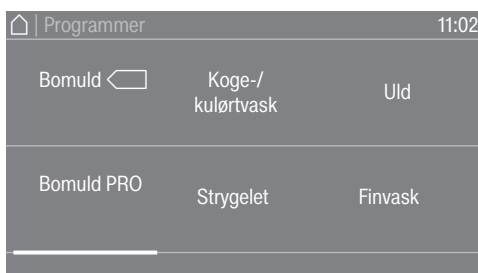 Programmer 11:02
Bomuld Koge-/ kulørtvask Uld
Bomuld PRO Strygelet Finvask